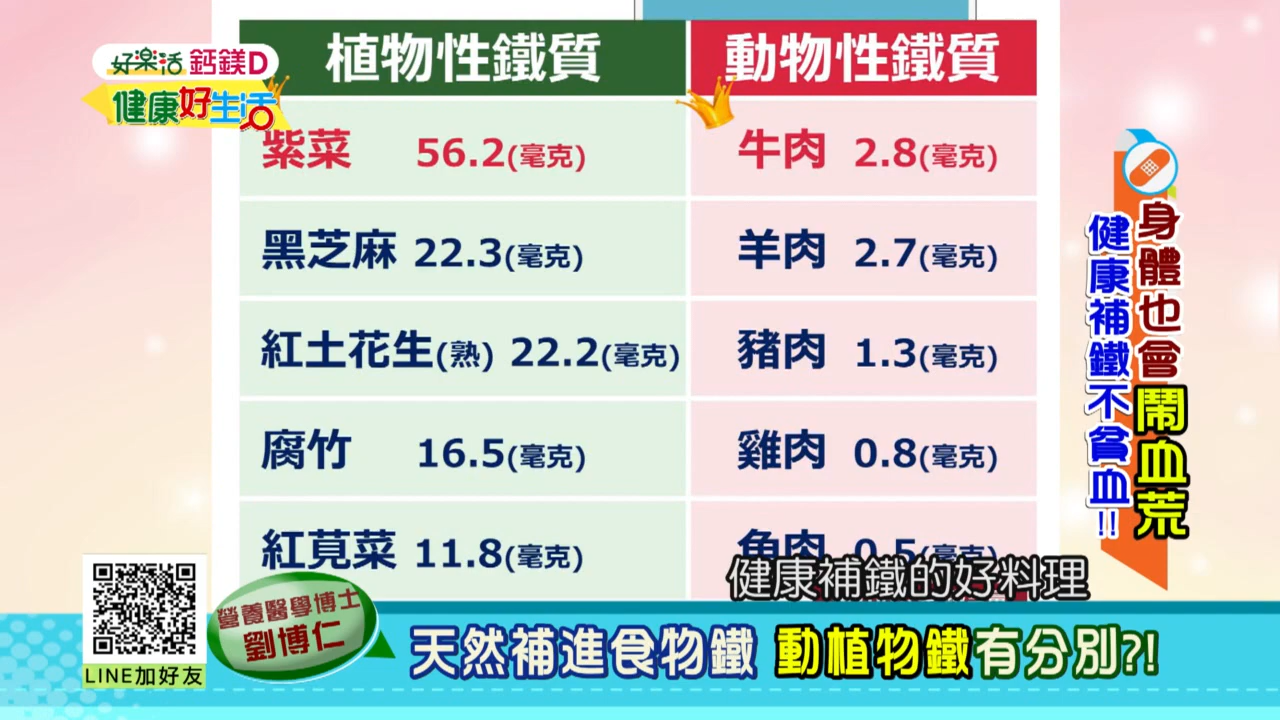 好樂活 鈣鎂D
健康好生活
植物性鐵質 動物性鐵質
紫菜 56.2(毫克) 牛肉 2.8(毫克)
黑芝麻 22.3(毫克) 羊肉 2.7(毫克)
紅土花生(熟) 22.2(毫克) 豬肉 1.3(毫克)
腐竹 16.5(毫克) 雞肉 0.8(毫克)
紅莧菜 11.8(毫克) 魚肉 0.5(毫克)
身體也會鬧血荒
健康補鐵不貧血!!
健康補鐵的好料理
營養醫學博士
劉博仁
天然補進食物鐵 動植物鐵有分別?!
LINE加好友